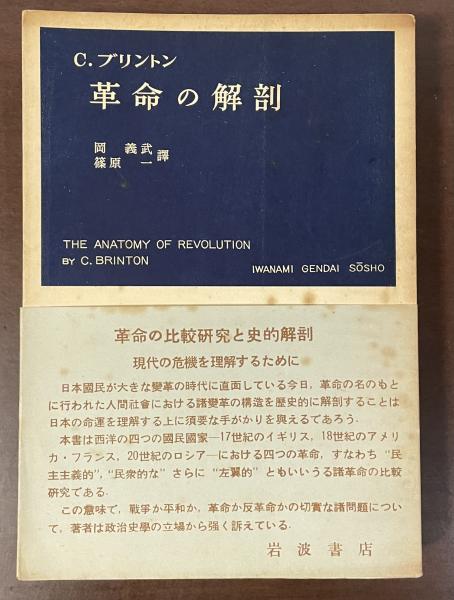 C. ブリントン
革命の解剖
岡義武
篠原一 譯
THE ANATOMY OF REVOLUTION
BY C. BRINTON
IWANAMI GENDAI SŌSHO
革命の比較研究と史的解剖
現代の危機を理解するために
日本國民が大きな變革の時代に直面している今日，革命の名のもと
に行われた人間社會における諸變革の構造を歷史的に解剖することは
日本の命運を理解する上に須要な手がかりを與えるであろう．
本書は西洋の四つの國民國家―17世紀のイギリス，18世紀のアメリ
カ・フランス，20世紀のロシア―における四つの革命，すなわち“民
主主義的”，“民衆的な”さらに“左翼的”ともいいうる諸革命の比較
研究である．
この意味で，戰爭か平和か，革命か反革命かの切實な諸問題につい
て，著者は政治史學の立場から强く訴えている．
岩波書店